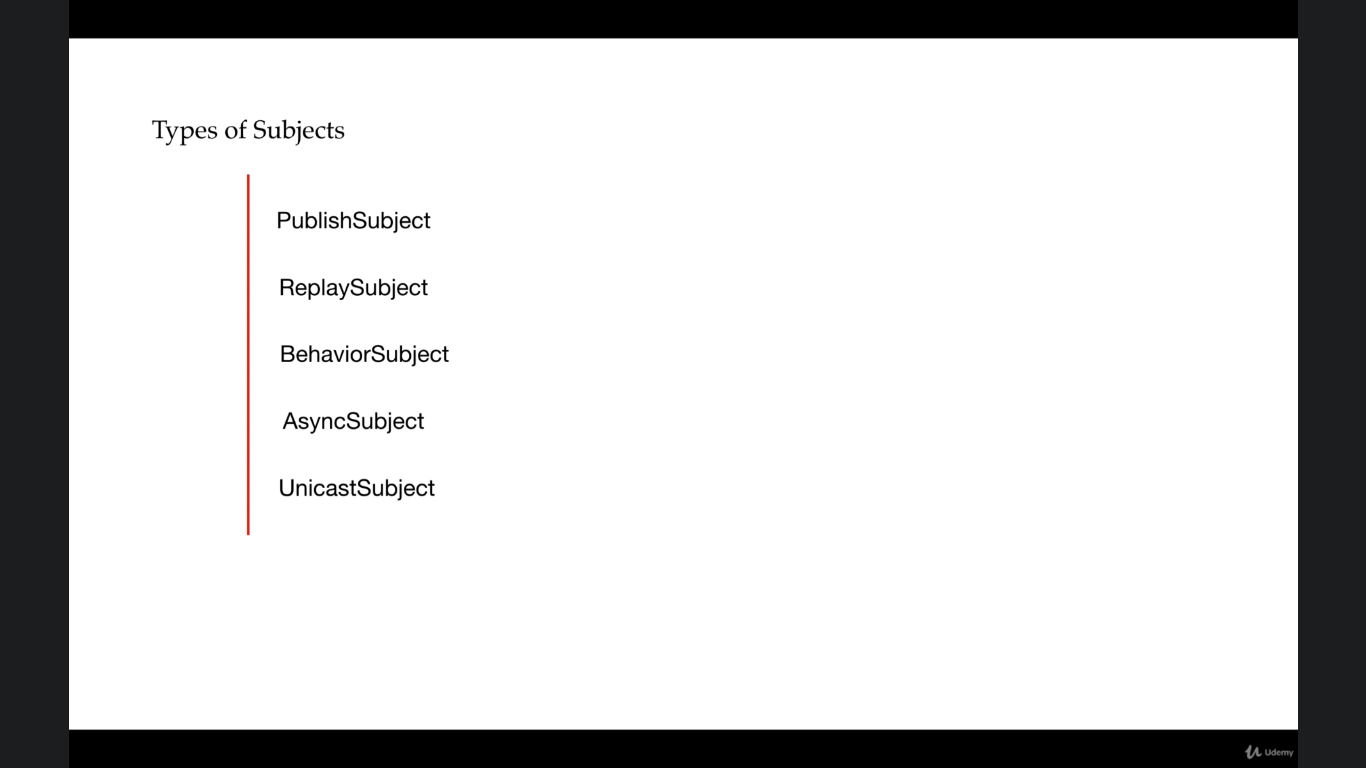 Types of Subjects
PublishSubject
ReplaySubject
BehaviorSubject
AsyncSubject
UnicastSubject
Udemy